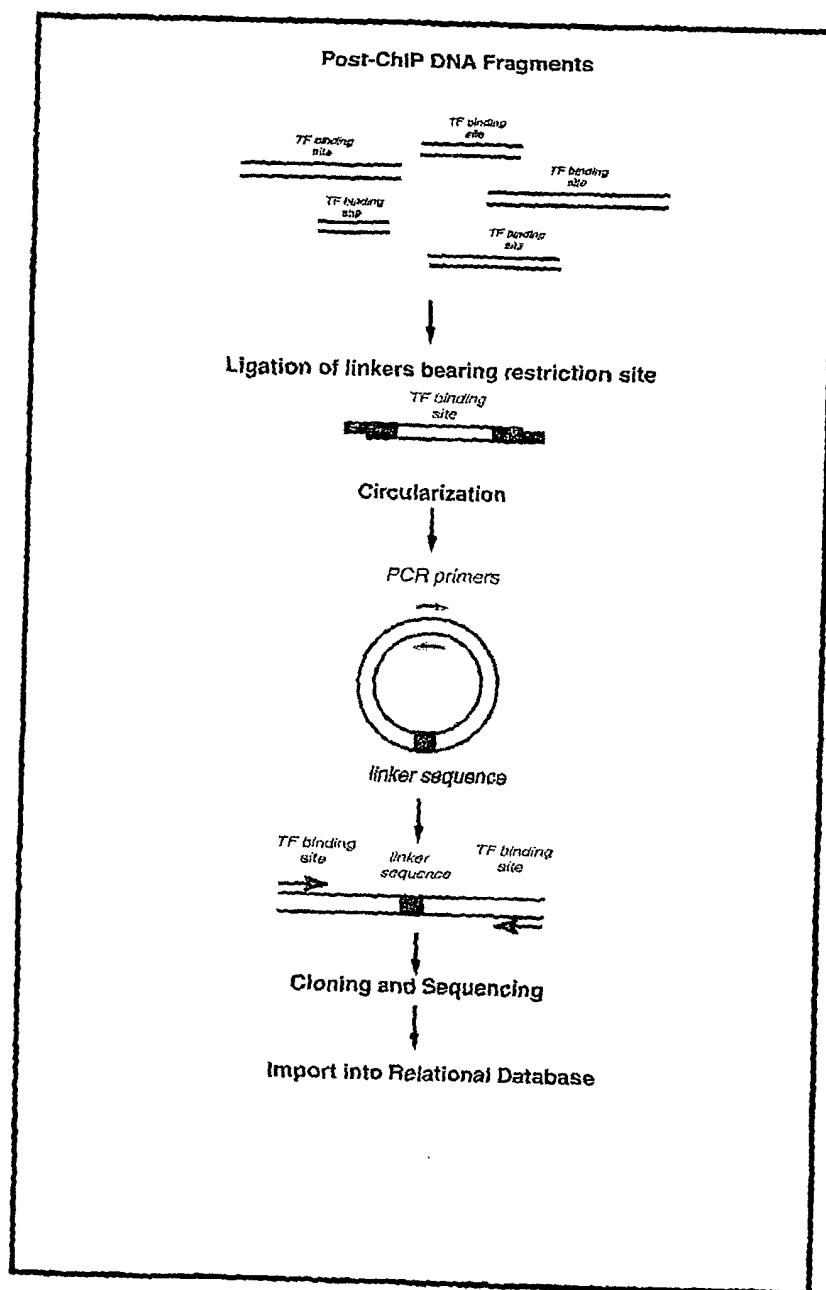 Post-ChIP DNA Fragments
TF binding
site
TF binding
site
TF binding
site
TF binding
site
TF binding
site
Ligation of linkers bearing restriction site
TF binding
site
Circularization
PCR primers
linker sequence
TF binding
site
linker
sequence
TF binding
site
Cloning and Sequencing
Import into Relational Database